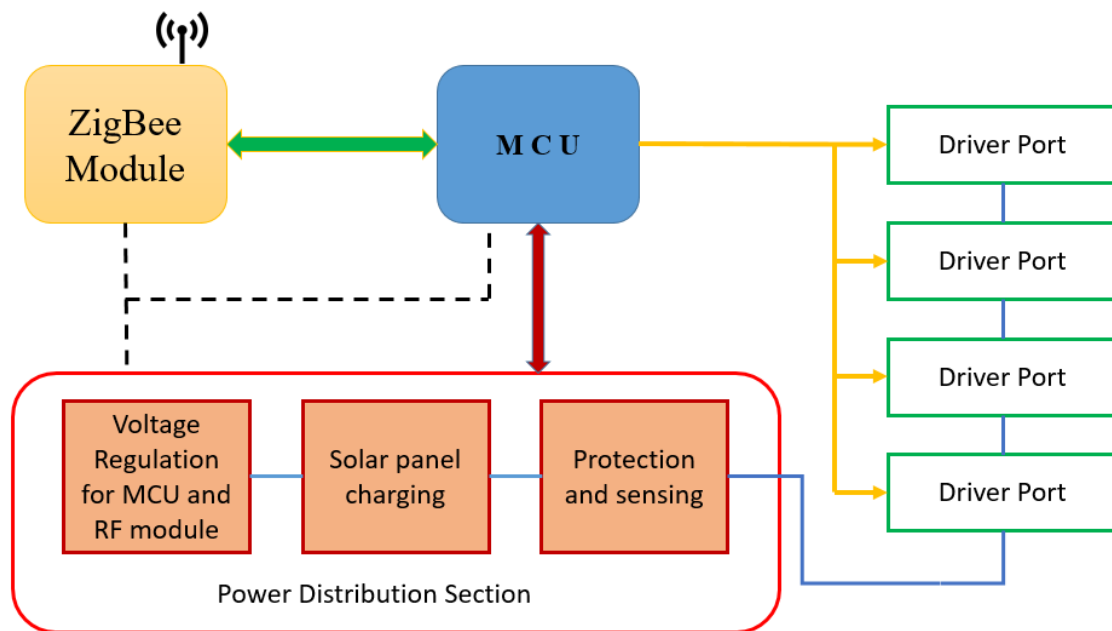 ZigBee
Module
M C U
Driver Port
Driver Port
Driver Port
Driver Port
Voltage
Regulation
for MCU and
RF module
Solar panel
charging
Protection
and sensing
Power Distribution Section